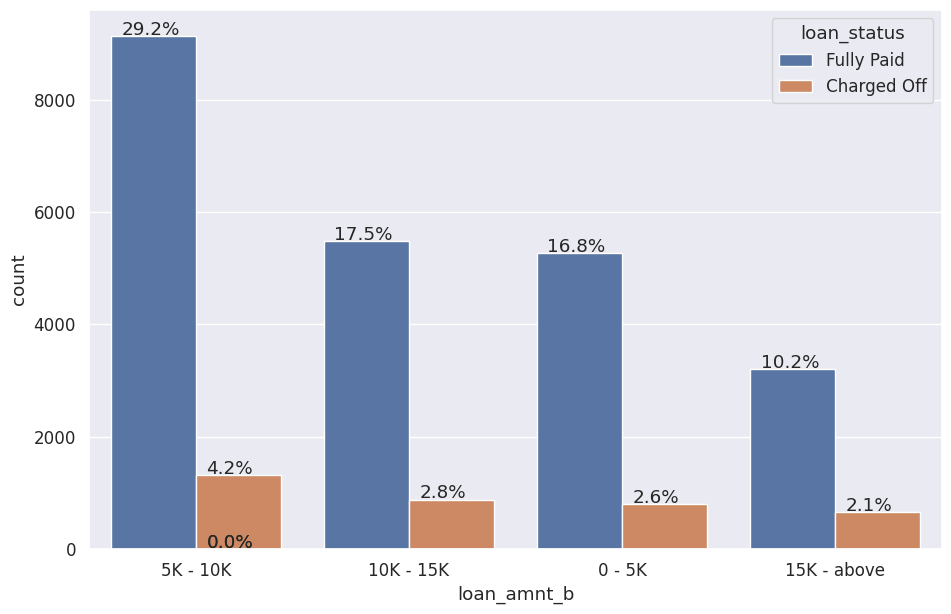 29.2%
loan_status
Fully Paid
Charged Off
8000
6000
4000
2000
0
count
17.5%
16.8%
10.2%
4.2%
2.8%
2.6%
2.1%
0.0%
5K - 10K
10K - 15K
0 - 5K
15K - above
loan_amnt_b